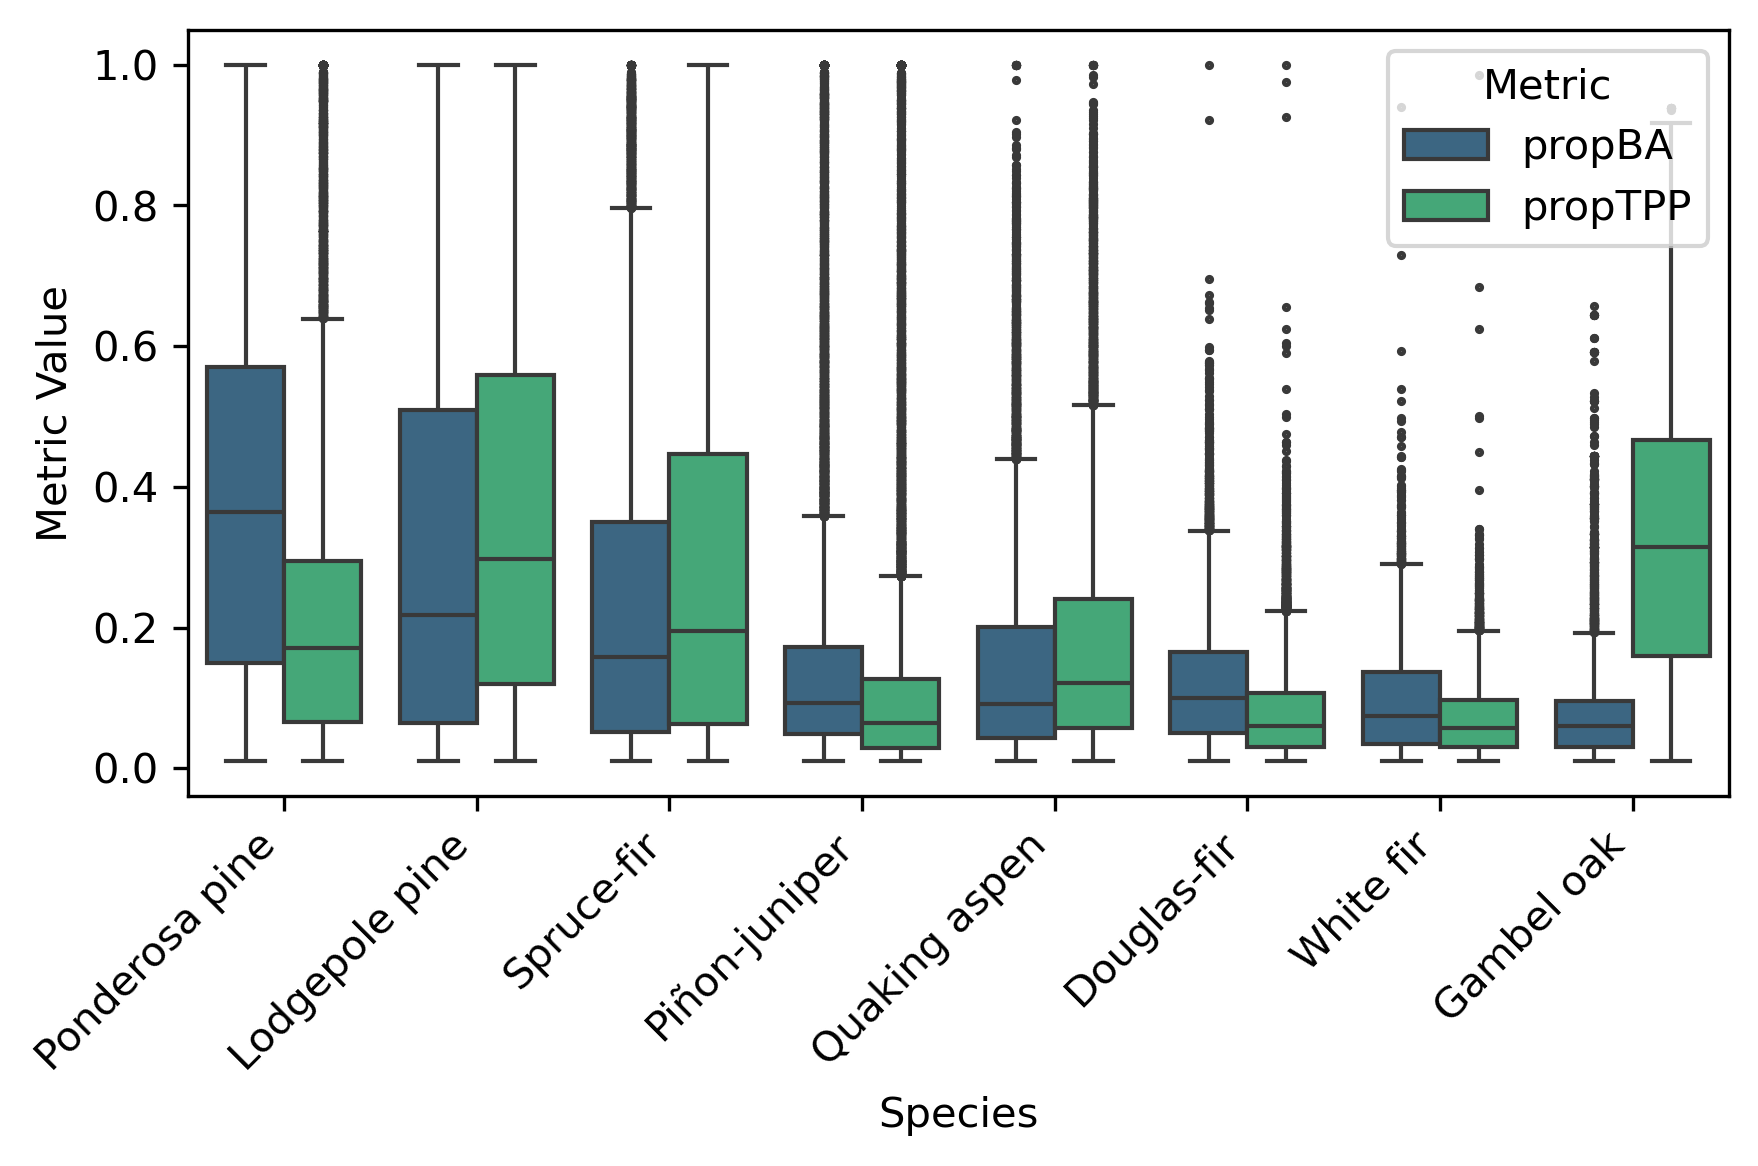 1.0
0.8
0.6
0.4
0.2
0.0
Metric Value
Metric
propBA
propTPP
Ponderosa pine
Lodgepole pine
Spruce-fir
Piñon-juniper
Quaking aspen
Douglas-fir
White fir
Gambel oak
Species